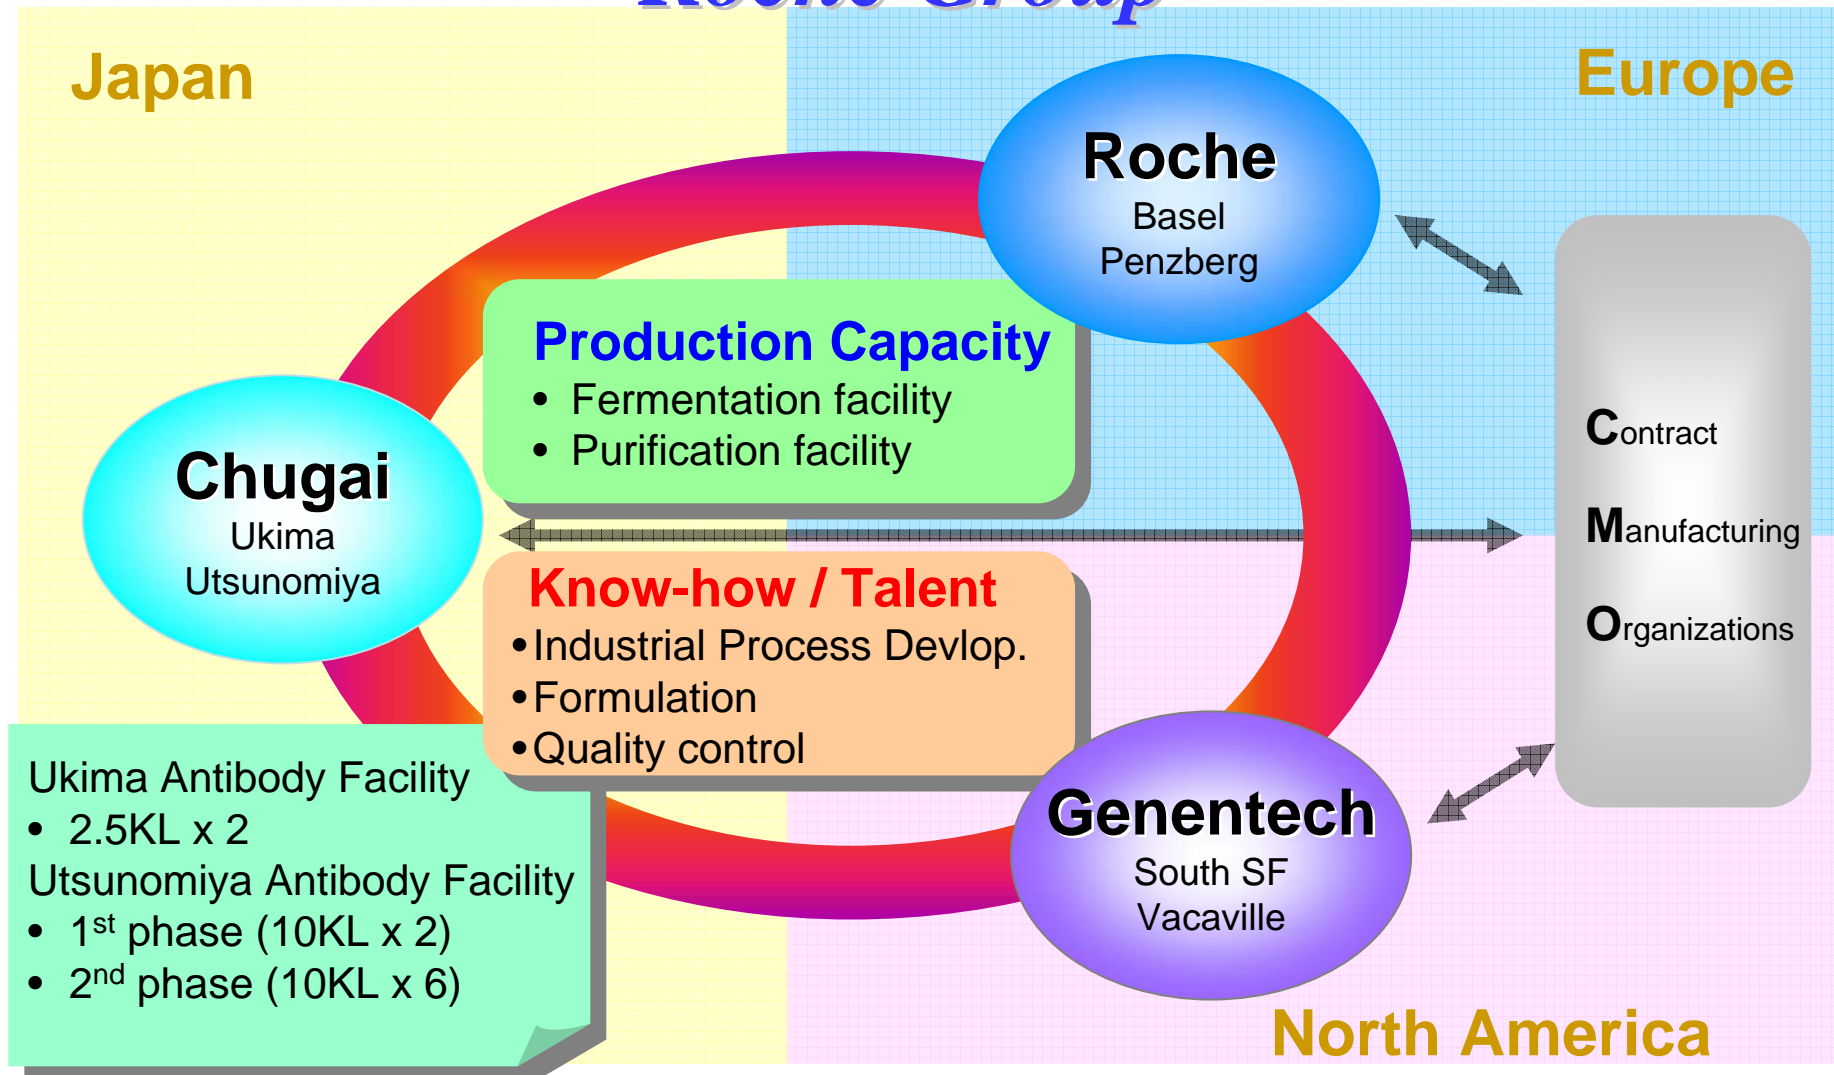 Roche Group
Japan
Europe
Roche
Basel
Penzberg
Production Capacity
• Fermentation facility
• Purification facility
Chugai
Ukima
Utsunomiya
Contract
Manufacturing
Organizations
Know-how / Talent
•Industrial Process Devlop.
•Formulation
•Quality control
Ukima Antibody Facility
• 2.5KL x 2
Utsunomiya Antibody Facility
• 1st phase (10KL x 2)
• 2nd phase (10KL x 6)
Genentech
South SF
Vacaville
North America